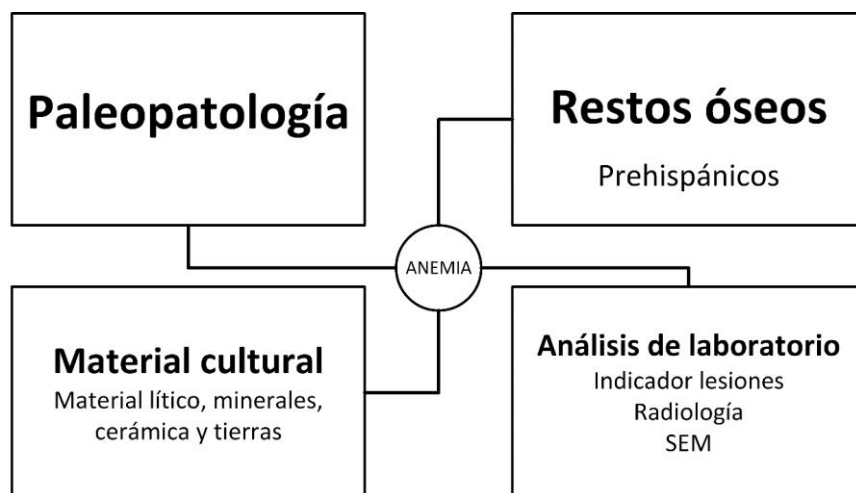 Paleopatología
Restos óseos
Prehispánicos
ANEMIA
Material cultural
Material lítico, minerales,
cerámica y tierras
Análisis de laboratorio
Indicador lesiones
Radiología
SEM